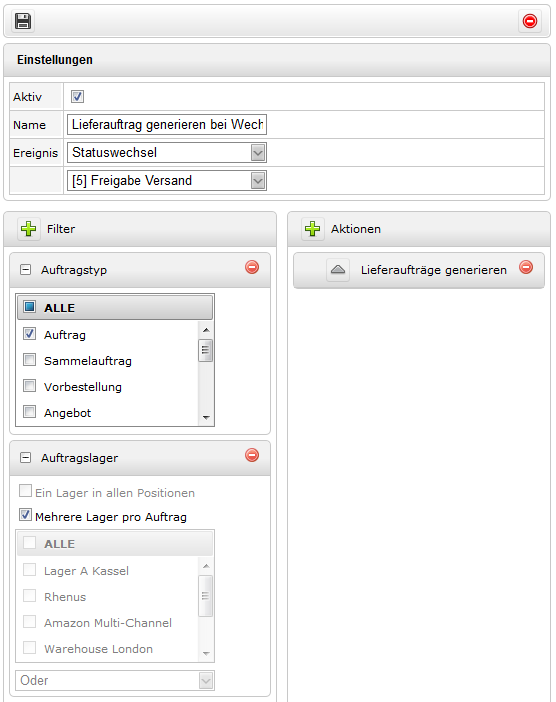 Einstellungen
Aktiv
Name Lieferauftrag generieren bei Wech
Ereignis Statuswechsel
[5] Freigabe Versand
Filter
Auftragstyp
ALLE
Auftrag
Sammelauftrag
Vorbestellung
Angebot
Auftragslager
Ein Lager in allen Positionen
Mehrere Lager pro Auftrag
ALLE
Lager A Kassel
Rhenus
Amazon Multi-Channel
Warehouse London
Oder
Aktionen
Lieferaufträge generieren